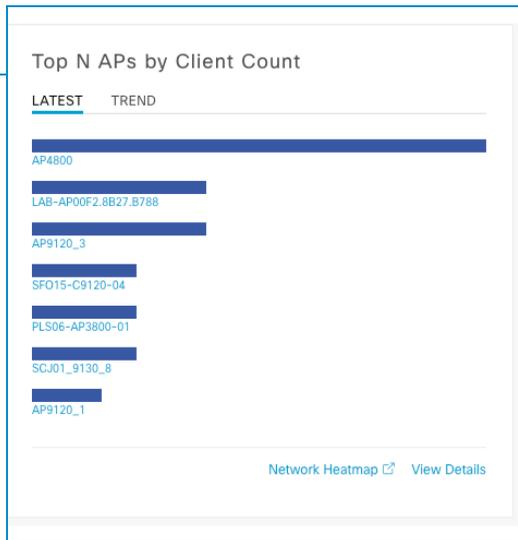 Top N APs by Client Count
LATEST TREND
AP4800
LAB-AP00F2.8B27.B788
AP9120_3
SFO15-C9120-04
PLS06-AP3800-01
SCJ01_9130_8
AP9120_1
Network Heatmap View Details